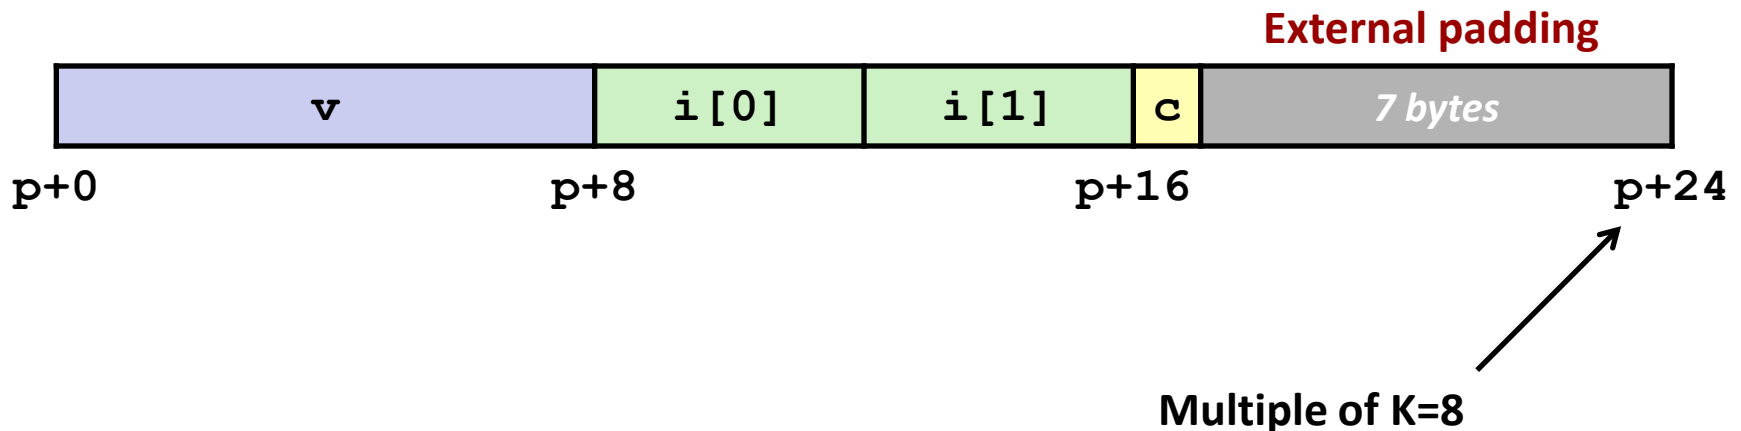 External padding
v i[0] i[1] c 7 bytes
p+0 p+8 p+16 p+24
Multiple of K=8